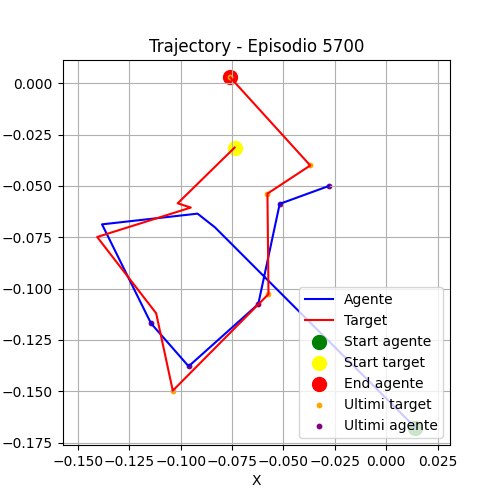 Trajectory - Episodio 5700
0.000
−0.025
−0.050
−0.075
−0.100
−0.125
−0.150
−0.175
Agente
Target
Start agente
Start target
End agente
Ultimi target
Ultimi agente
−0.150 −0.125 −0.100 −0.075 −0.050 −0.025 0.000 0.025
X